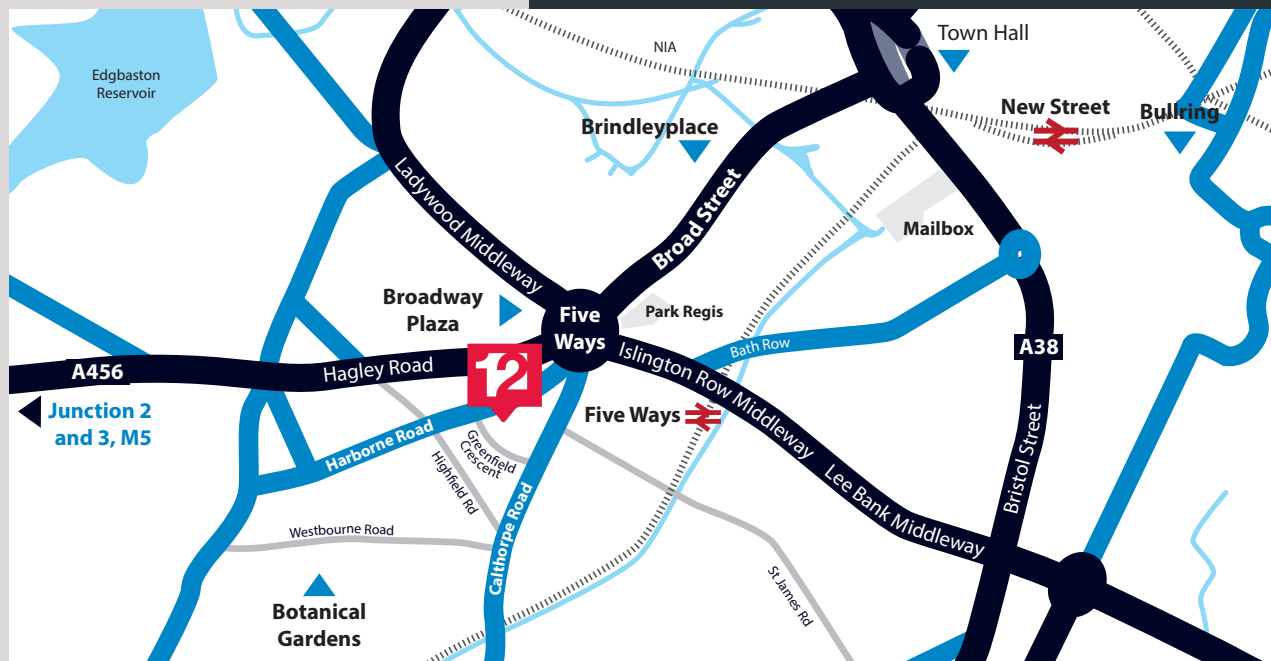 Town Hall
NIA
Edgbaston
Reservoir
New Street
Bullring
Brindleyplace
Ladywood Middleway
Broad Street
Mailbox
Broadway
Plaza
Five
Ways
Park Regis
Bath Row
A38
Islington Row Middleway
A456
Hagley Road
12
Junction 2
and 3, M5
Five Ways
Harborne Road
Greenfield
Crescent
Highfield Rd
Bristol Street
Lee Bank Middleway
Calthorpe Road
Westbourne Road
St James Rd
Botanical
Gardens